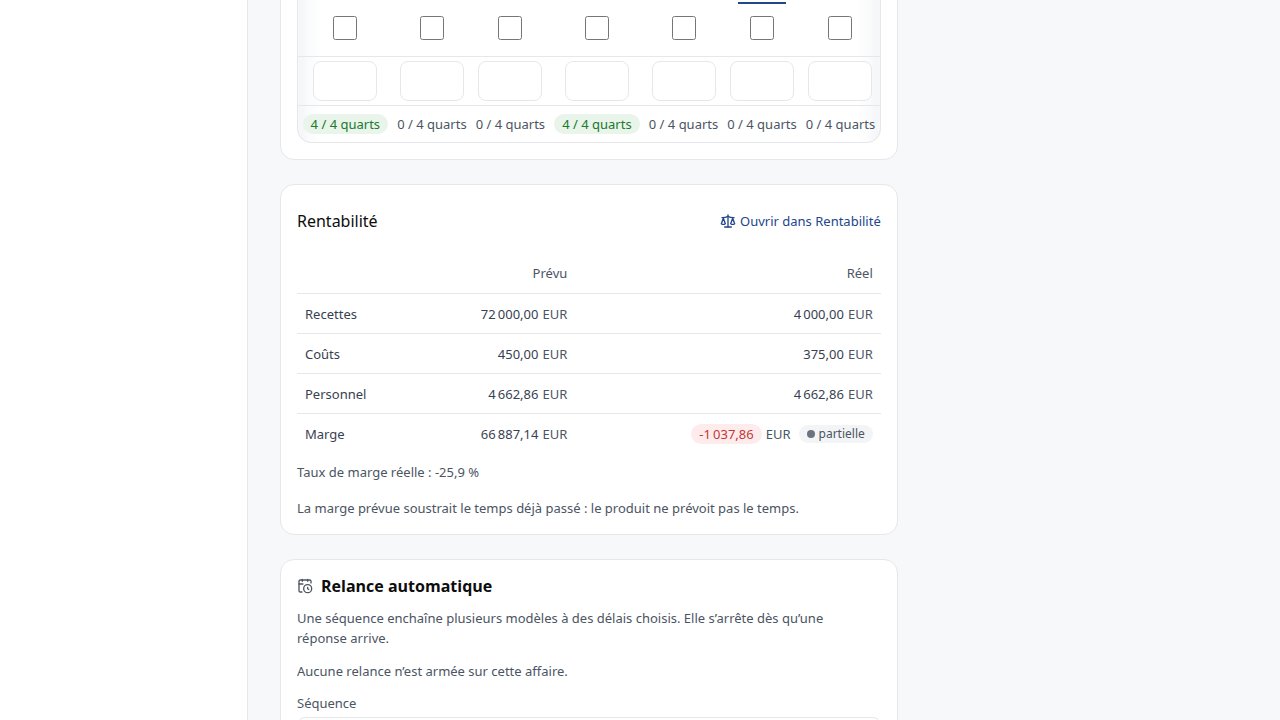 4 / 4 quarts 0 / 4 quarts 0 / 4 quarts 4 / 4 quarts 0 / 4 quarts 0 / 4 quarts 0 / 4 quarts
Rentabilité Ouvrir dans Rentabilité
Prévu Réel
Recettes 72 000,00 EUR 4 000,00 EUR
Coûts 450,00 EUR 375,00 EUR
Personnel 4 662,86 EUR 4 662,86 EUR
Marge 66 887,14 EUR -1 037,86 EUR partielle
Taux de marge réelle : -25,9 %
La marge prévue soustrait le temps déjà passé : le produit ne prévoit pas le temps.
Relance automatique
Une séquence enchaîne plusieurs modèles à des délais choisis. Elle s’arrête dès qu’une
réponse arrive.
Aucune relance n’est armée sur cette affaire.
Séquence